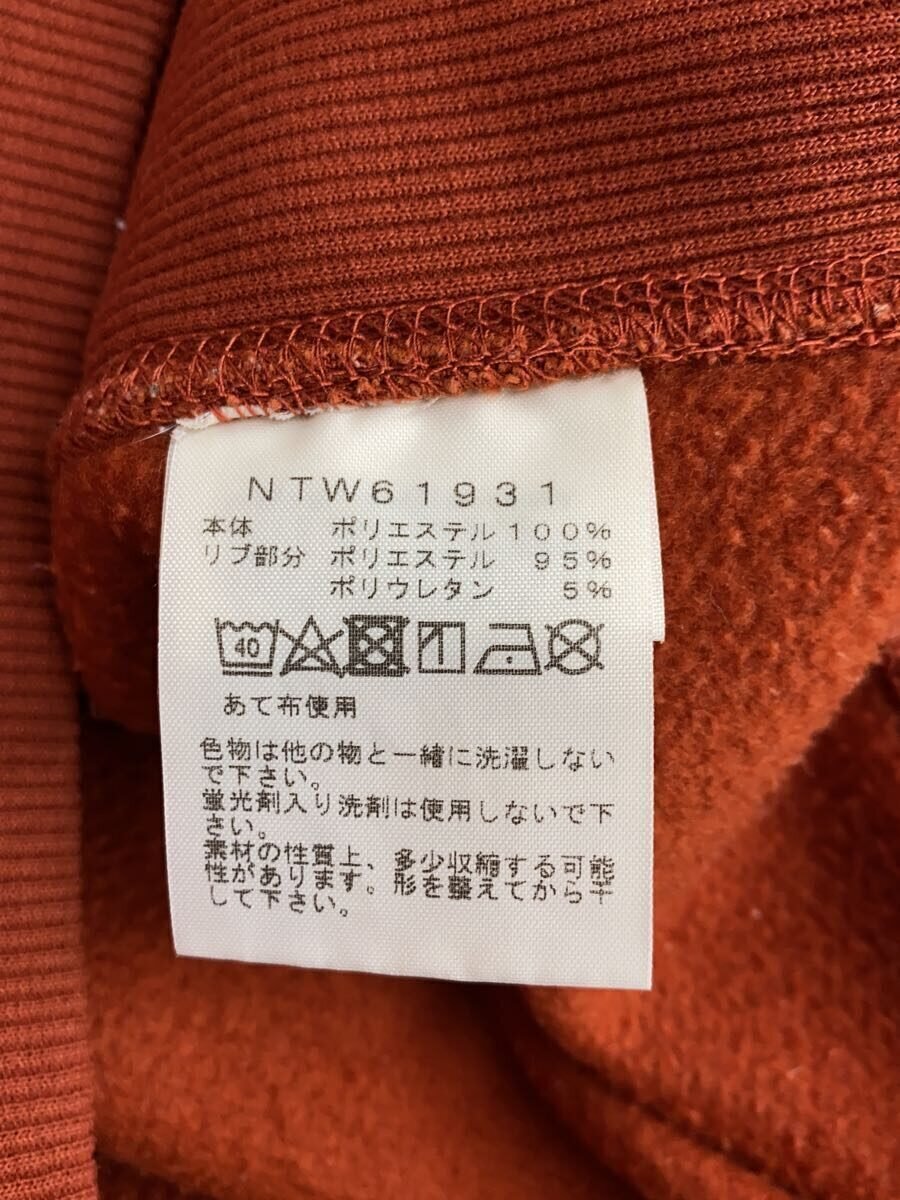 NTW61931
本体 ポリエステル100%
リブ部分 ポリエステル 95%
ポリウレタン 5%
40
あて布使用
色物は他の物と一緒に洗濯しない
で下さい。
蛍光剤入り洗剤は使用しないで下
さい。
素材の性質上、多少収縮する可能
性があります。形を整えてから干
して下さい。